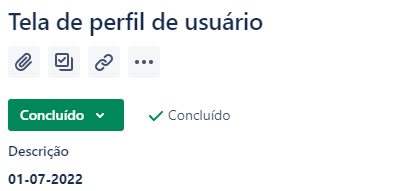 Tela de perfil de usuário
Concluído Concluído
Descrição
01-07-2022